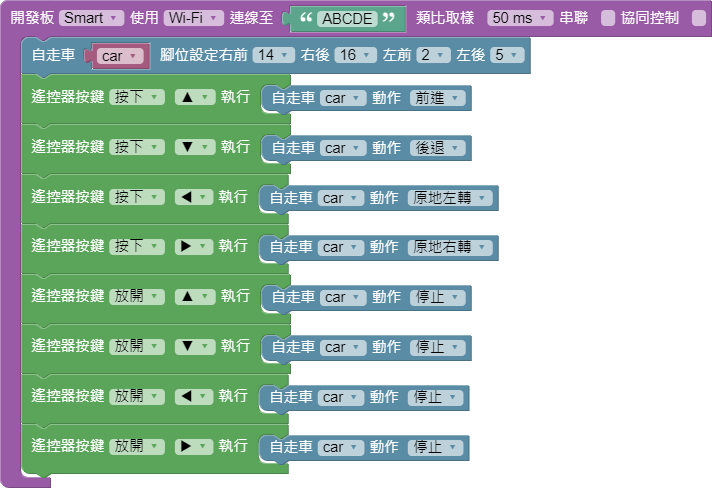 開發板 Smart 使用 Wi-Fi 連線至 “ ABCDE ” 類比取樣 50 ms 串聯 協同控制
自走車 car 腳位設定右前 14 右後 16 左前 2 左後 5
遙控器按鍵 按下 ▲ 執行 自走車 car 動作 前進
遙控器按鍵 按下 ▼ 執行 自走車 car 動作 後退
遙控器按鍵 按下 ◀ 執行 自走車 car 動作 原地左轉
遙控器按鍵 按下 ▶ 執行 自走車 car 動作 原地右轉
遙控器按鍵 放開 ▲ 執行 自走車 car 動作 停止
遙控器按鍵 放開 ▼ 執行 自走車 car 動作 停止
遙控器按鍵 放開 ◀ 執行 自走車 car 動作 停止
遙控器按鍵 放開 ▶ 執行 自走車 car 動作 停止